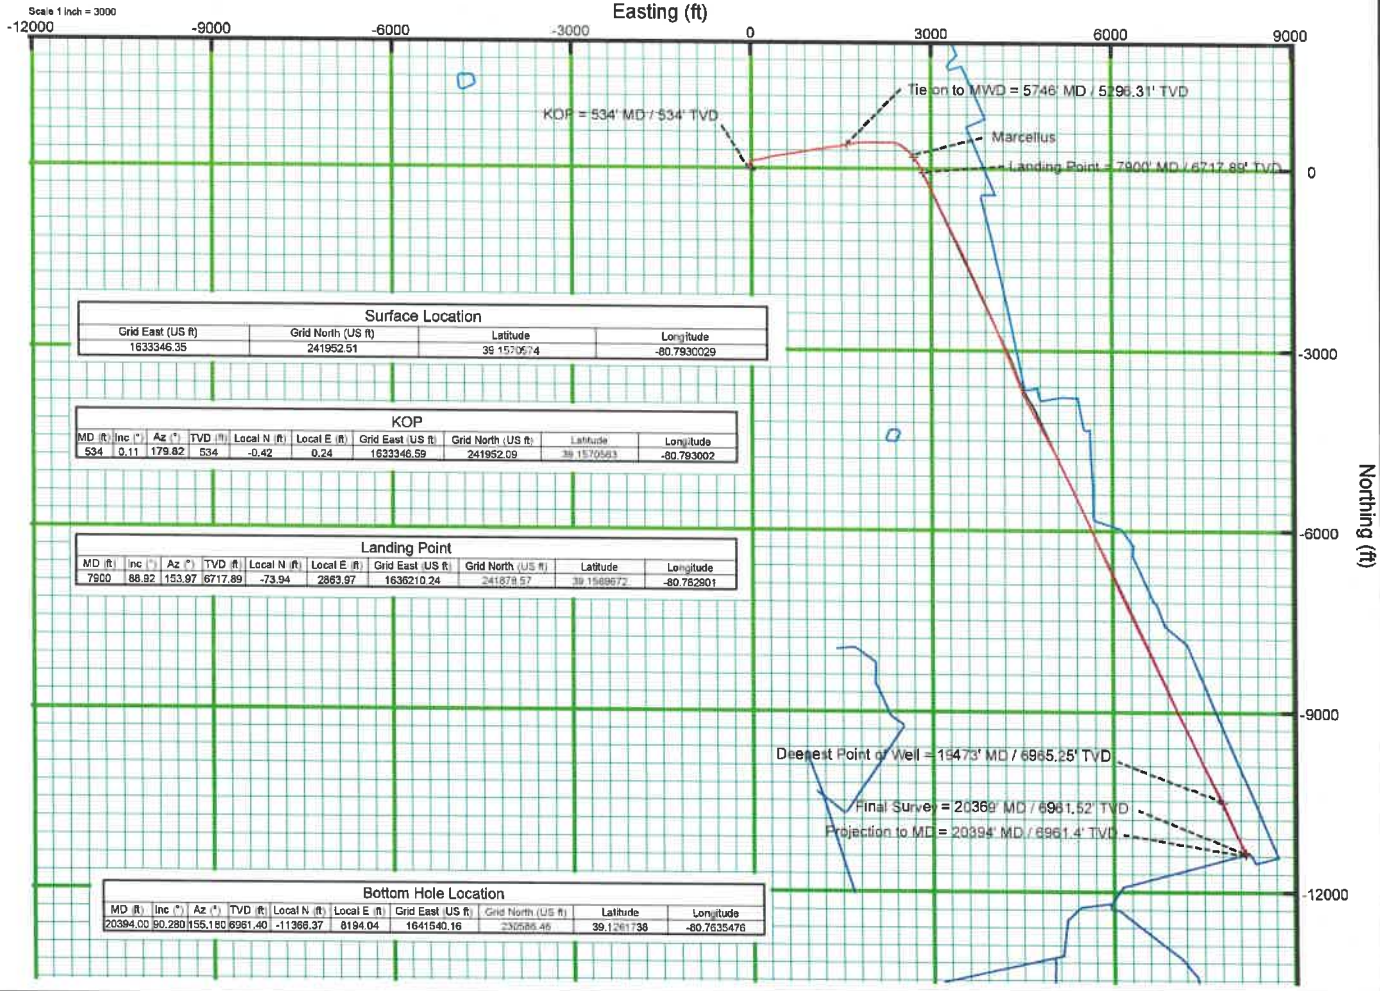 Scale 1 inch = 3000
Easting (ft)
-12000 -9000 -6000 -3000 0 3000 6000 9000
Tie on to MWD = 5746' MD / 5296.31' TVD
KOP = 534' MD / 534' TVD
Marcellus
Landing Point = 7900' MD / 6717.89' TVD
0
-3000
-6000
-9000
-12000
Northing (ft)
Surface Location
Grid East (US ft) Grid North (US ft) Latitude Longitude
1633346.35 241952.51 39.1570574 -80.7930029
KOP
MD (ft) Inc (°) Az (°) TVD (ft) Local N (ft) Local E (ft) Grid East (US ft) Grid North (US ft) Latitude Longitude
534 0.11 179.82 534 -0.42 0.24 1633346.59 241952.09 39.1570563 -80.793002
Landing Point
MD (ft) Inc (°) Az (°) TVD (ft) Local N (ft) Local E (ft) Grid East (US ft) Grid North (US ft) Latitude Longitude
7900 88.92 153.97 6717.89 -73.94 2863.97 1636210.24 241878.57 39.1569672 -80.782901
Deepest Point of Well = 19473' MD / 6965.25' TVD
Final Survey = 20369' MD / 6961.52' TVD
Projection to MD = 20394' MD / 6961.4' TVD
Bottom Hole Location
MD (ft) Inc (°) Az (°) TVD (ft) Local N (ft) Local E (ft) Grid East (US ft) Grid North (US ft) Latitude Longitude
20394.00 90.280 155.180 6961.40 -11366.37 8194.04 1641540.16 230586.46 39.1261738 -80.7635476